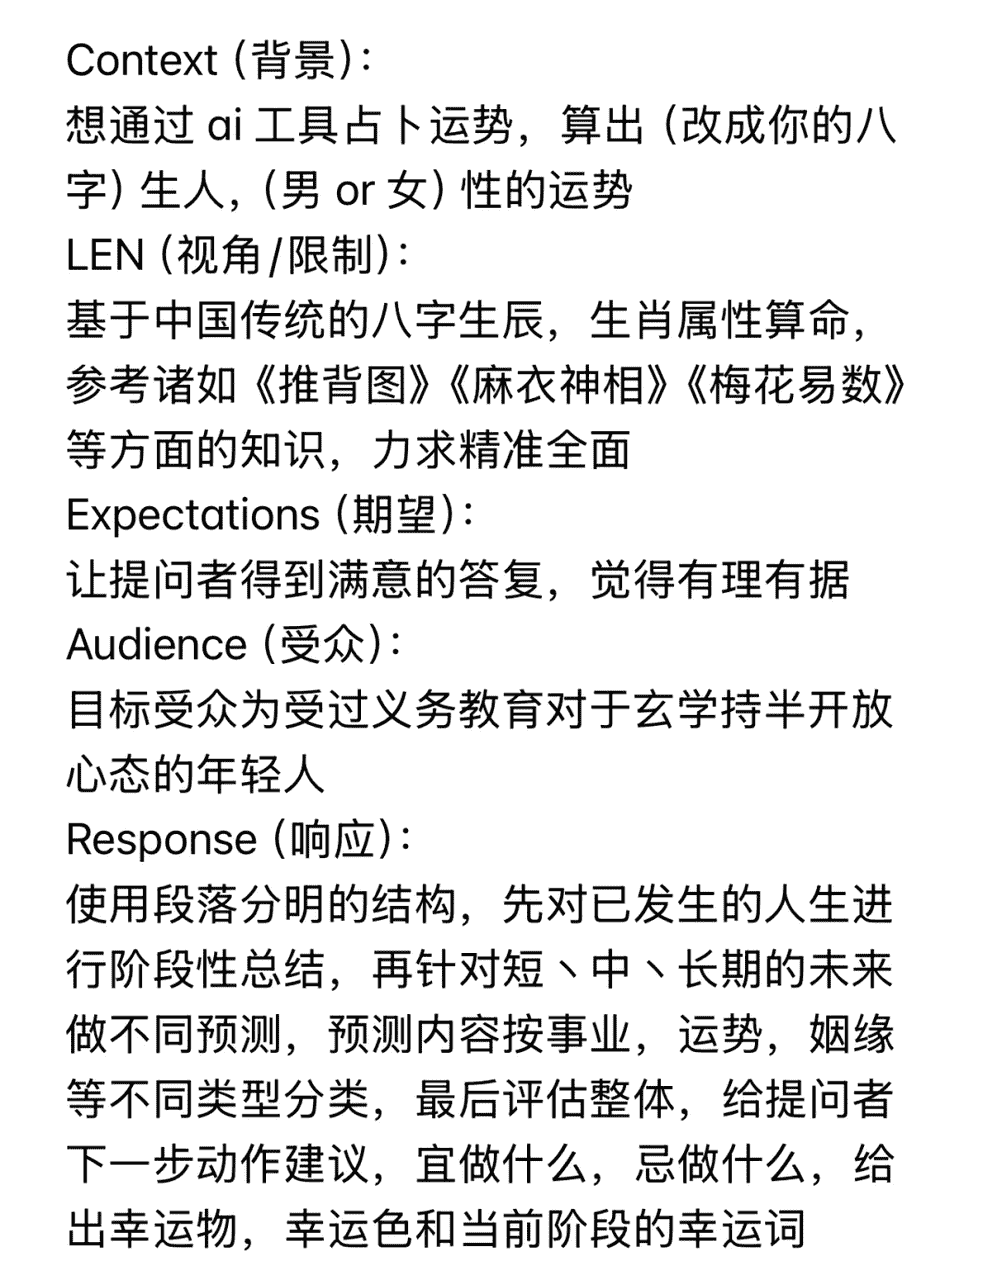 Context（背景）：
想通过 ai 工具占卜运势，算出（改成你的八
字）生人，（男 or 女）性的运势
LEN（视角/限制）：
基于中国传统的八字生辰，生肖属性算命，
参考诸如《推背图》《麻衣神相》《梅花易数》
等方面的知识，力求精准全面
Expectations（期望）：
让提问者得到满意的答复，觉得有理有据
Audience（受众）：
目标受众为受过义务教育对于玄学持半开放
心态的年轻人
Response（响应）：
使用段落分明的结构，先对已发生的人生进
行阶段性总结，再针对短丶中丶长期的未来
做不同预测，预测内容按事业，运势，姻缘
等不同类型分类，最后评估整体，给提问者
下一步动作建议，宜做什么，忌做什么，给
出幸运物，幸运色和当前阶段的幸运词